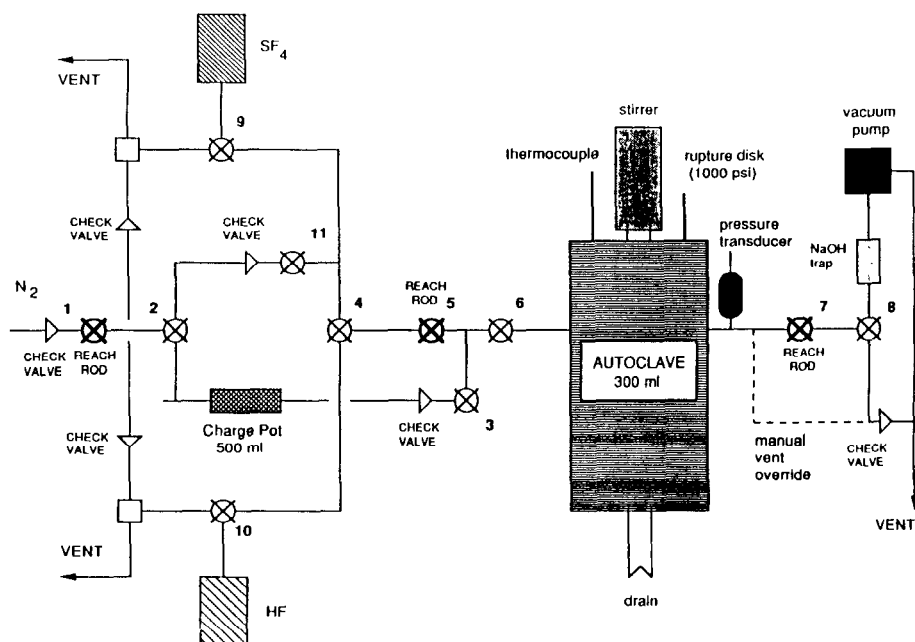 SF4
VENT
9
stirrer
vacuum
pump
thermocouple
rupture disk
(1000 psi)
CHECK
VALVE
CHECK
VALVE
11
pressure
transducer
NaOH
trap
N2
1
2
4
REACH
ROD
5
6
7
8
CHECK
VALVE
REACH
ROD
AUTOCLAVE
300 ml
REACH
ROD
Charge Pot
500 ml
CHECK
VALVE
3
CHECK
VALVE
manual
vent
override
CHECK
VALVE
10
VENT
VENT
HF
drain